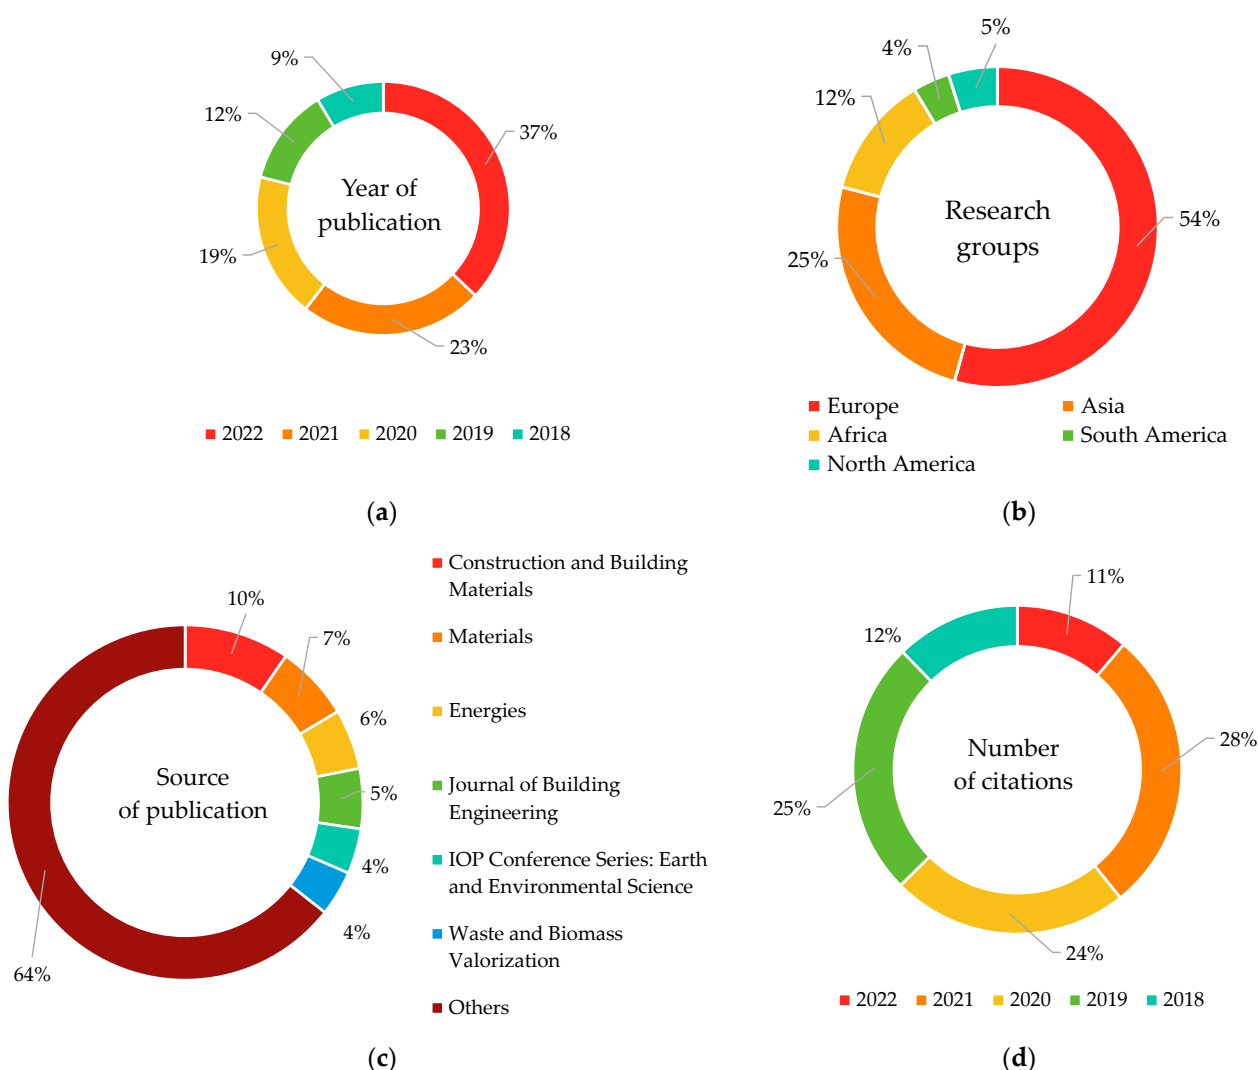 9%
12%
37%
Year of
publication
19%
23%
2022 2021 2020 2019 2018
(a)
5%
4%
12%
54%
Research
groups
25%
Europe Asia
Africa South America
North America
(b)
10%
7%
6%
Source
of publication
5%
4%
4%
64%
Construction and Building
Materials
Materials
Energies
Journal of Building
Engineering
IOP Conference Series: Earth
and Environmental Science
Waste and Biomass
Valorization
Others
(c)
11%
12%
28%
Number
of citations
25%
24%
2022 2021 2020 2019 2018
(d)